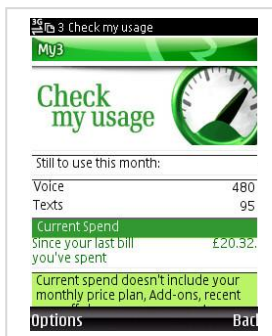 3G 3 Check my usage
My3
Check
my usage
Still to use this month:
Voice 480
Texts 95
Current Spend
Since your last bill £20.32.
you've spent
Current spend doesn't include your
monthly price plan, Add-ons, recent
Options Back